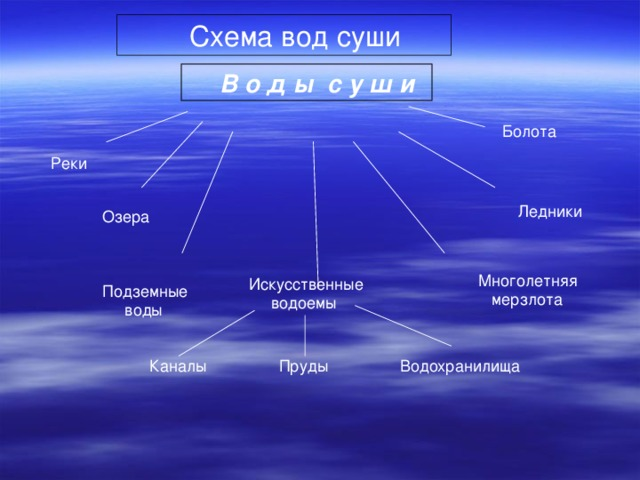 Схема вод суши
В о д ы с у ш и
Болота
Реки
Ледники
Озера
Многолетняя
мерзлота
Искусственные
водоемы
Подземные
воды
Каналы
Пруды
Водохранилища